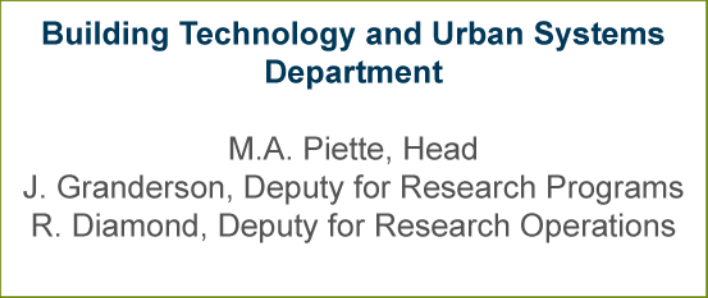 Building Technology and Urban Systems
Department
M.A. Piette, Head
J. Granderson, Deputy for Research Programs
R. Diamond, Deputy for Research Operations